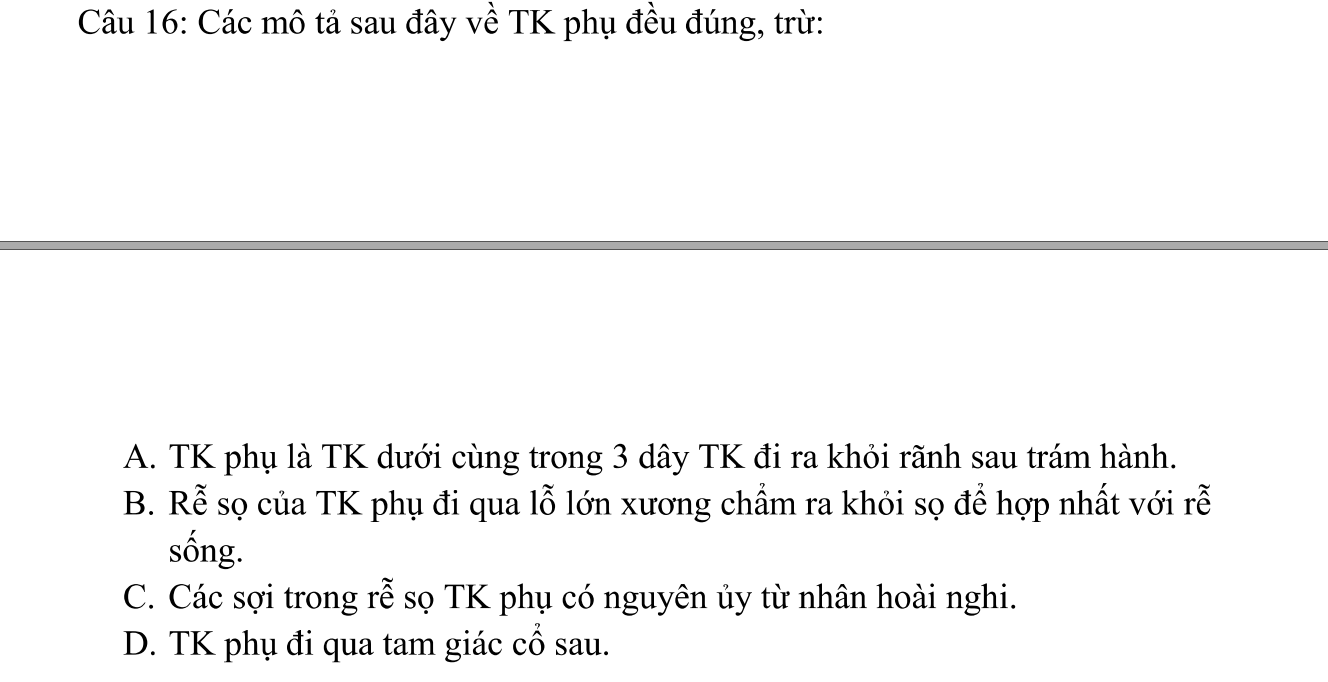 Câu 16: Các mô tả sau đây về TK phụ đều đúng, trừ:
A. TK phụ là TK dưới cùng trong 3 dây TK đi ra khỏi rãnh sau trám hành.
B. Rễ sọ của TK phụ đi qua lỗ lớn xương chẩm ra khỏi sọ để hợp nhất với rễ
sống.
C. Các sợi trong rễ sọ TK phụ có nguyên ủy từ nhân hoài nghi.
D. TK phụ đi qua tam giác cổ sau.